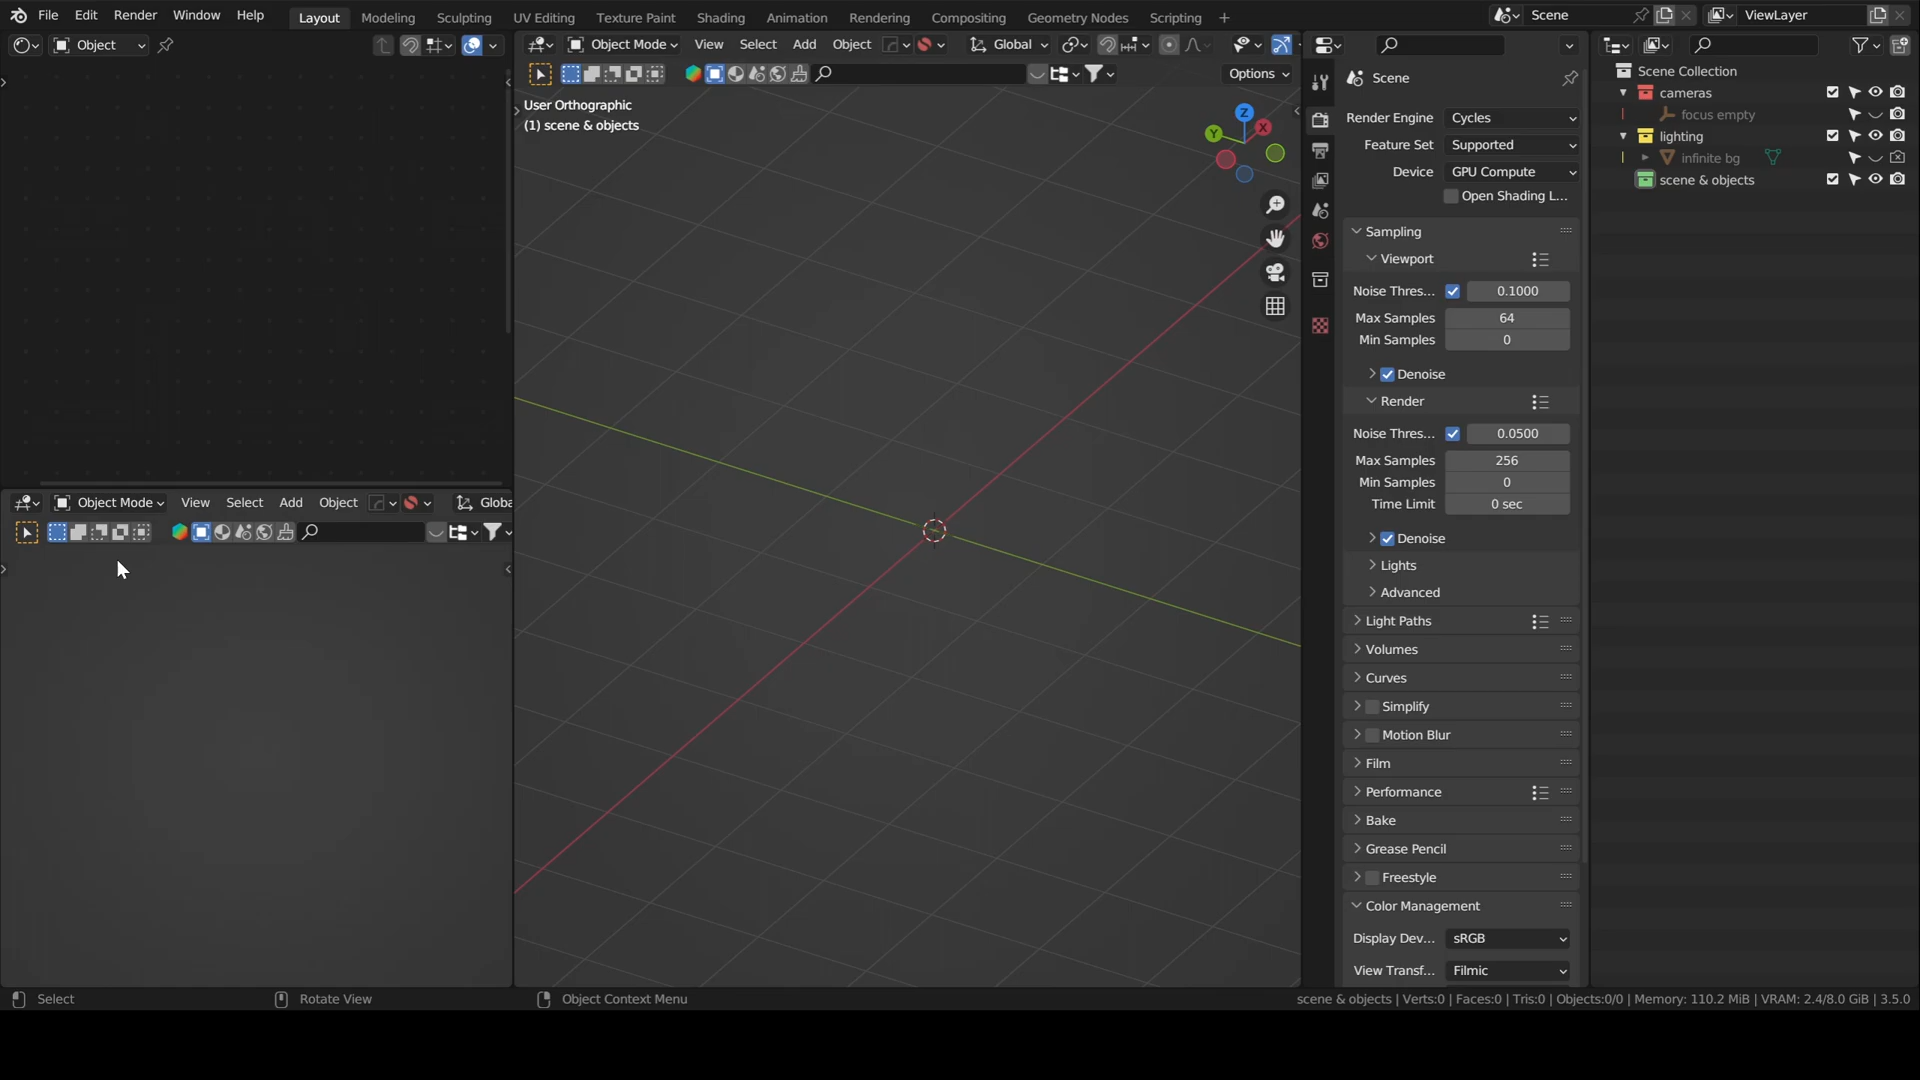 File Edit Render Window Help Layout Modeling Sculpting UV Editing Texture Paint Shading Animation Rendering Compositing Geometry Nodes Scripting + Scene ViewLayer
Object
Object Mode View Select Add Object Global
Options
User Orthographic
(1) scene & objects
Z
X
Y
Object Mode View Select Add Object Globa
Scene
Render Engine Cycles
Feature Set Supported
Device GPU Compute
Open Shading L...
Sampling
Viewport
Noise Thres... 0.1000
Max Samples 64
Min Samples 0
Denoise
Render
Noise Thres... 0.0500
Max Samples 256
Min Samples 0
Time Limit 0 sec
Denoise
Lights
Advanced
Light Paths
Volumes
Curves
Simplify
Motion Blur
Film
Performance
Bake
Grease Pencil
Freestyle
Color Management
Display Dev... sRGB
View Transf... Filmic
Scene Collection
cameras
focus empty
lighting
infinite bg
scene & objects
Select Rotate View Object Context Menu scene & objects | Verts:0 | Faces:0 | Tris:0 | Objects:0/0 | Memory: 110.2 MiB | VRAM: 2.4/8.0 GiB | 3.5.0